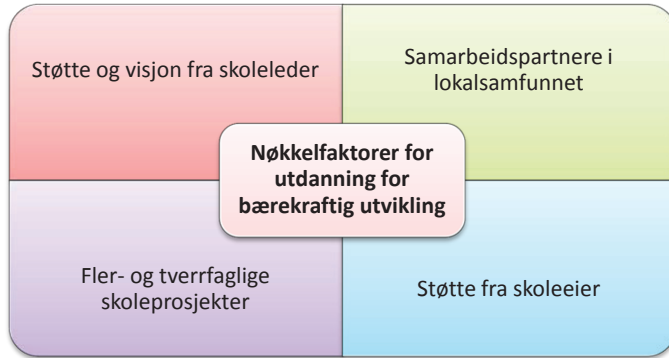 Støtte og visjon fra skoleleder
Samarbeidspartnere i
lokalsamfunnet
Nøkkelfaktorer for
utdanning for
bærekraftig utvikling
Fler- og tverrfaglige
skoleprosjekter
Støtte fra skoleeier